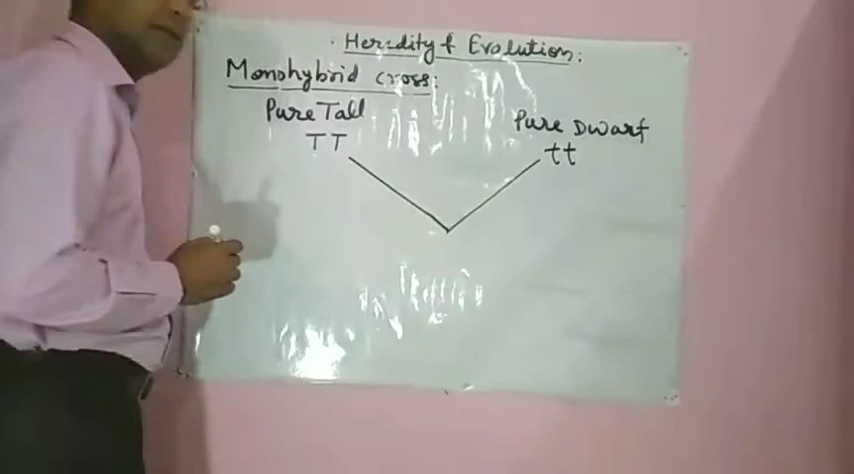 Heredity & Evolution:
Monohybrid cross:
Pure Tall
TT
Pure Dwarf
tt